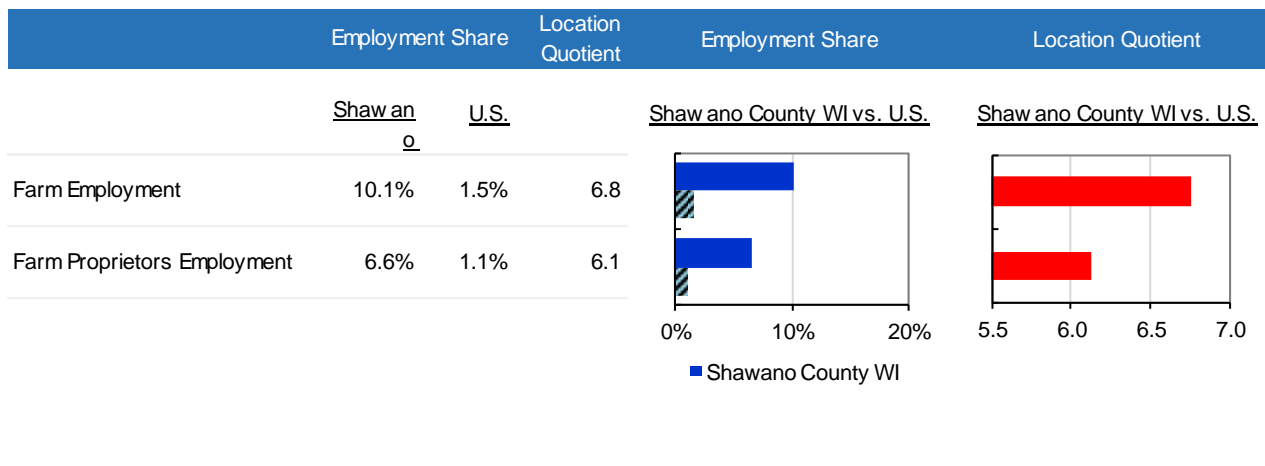 Employment Share
Location
Quotient
Employment Share
Location Quotient
Shaw an
o
U.S.
Shaw ano County WI vs. U.S.
Shaw ano County WI vs. U.S.
Farm Employment 10.1% 1.5% 6.8
Farm Proprietors Employment 6.6% 1.1% 6.1
0% 10% 20%
5.5 6.0 6.5 7.0
Shawano County WI